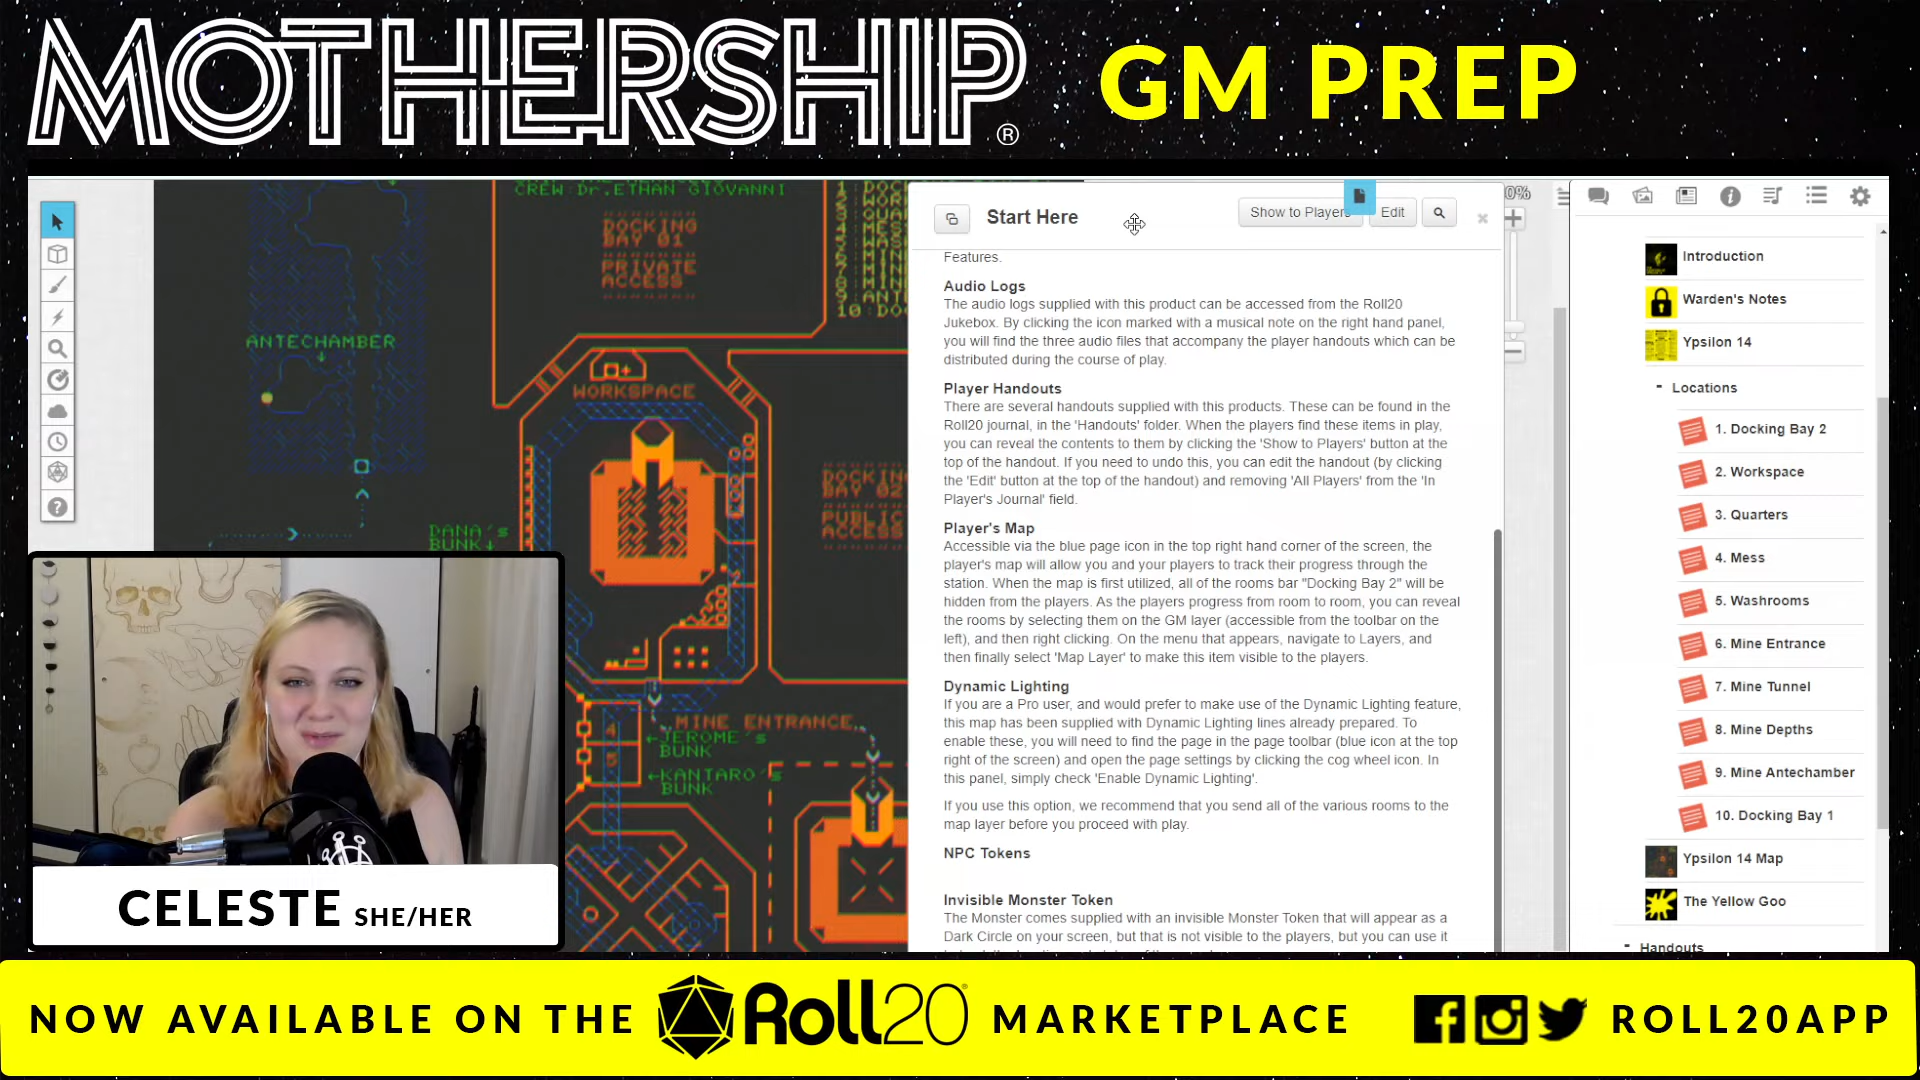 MOTHERSHIP®
GM PREP
CREW: Dr. ETHAN GIOVANNI
DOCKING
BAY 01
PRIVATE
ACCESS
10: DOC
ANTECHAMBER
WORKSPACE
DOCKING
BAY 02
PUBLIC
ACCESS
DANA'S
BUNK↓
MINE ENTRANCE
4
5
←JEROME'S
BUNK
←KANTARO'S
BUNK
Start Here
Show to Players
Edit
0%
Features.
Audio Logs
The audio logs supplied with this product can be accessed from the Roll20
Jukebox. By clicking the icon marked with a musical note on the right hand panel,
you will find the three audio files that accompany the player handouts which can be
distributed during the course of play.
Player Handouts
There are several handouts supplied with this products. These can be found in the
Roll20 journal, in the 'Handouts' folder. When the players find these items in play,
you can reveal the contents to them by clicking the 'Show to Players' button at the
top of the handout. If you need to undo this, you can edit the handout (by clicking
the 'Edit' button at the top of the handout) and removing 'All Players' from the 'In
Player's Journal' field.
Player's Map
Accessible via the blue page icon in the top right hand corner of the screen, the
player's map will allow you and your players to track their progress through the
station. When the map is first utilized, all of the rooms bar "Docking Bay 2" will be
hidden from the players. As the players progress from room to room, you can reveal
the rooms by selecting them on the GM layer (accessible from the toolbar on the
left), and then right clicking. On the menu that appears, navigate to Layers, and
then finally select 'Map Layer' to make this item visible to the players.
Dynamic Lighting
If you are a Pro user, and would prefer to make use of the Dynamic Lighting feature,
this map has been supplied with Dynamic Lighting lines already prepared. To
enable these, you will need to find the page in the page toolbar (blue icon at the top
right of the screen) and open the page settings by clicking the cog wheel icon. In
this panel, simply check 'Enable Dynamic Lighting'.
If you use this option, we recommend that you send all of the various rooms to the
map layer before you proceed with play.
NPC Tokens
Invisible Monster Token
The Monster comes supplied with an invisible Monster Token that will appear as a
Dark Circle on your screen, but that is not visible to the players, but you can use it
Introduction
Warden's Notes
Ypsilon 14
Locations
1. Docking Bay 2
2. Workspace
3. Quarters
4. Mess
5. Washrooms
6. Mine Entrance
7. Mine Tunnel
8. Mine Depths
9. Mine Antechamber
10. Docking Bay 1
Ypsilon 14 Map
The Yellow Goo
Handouts
CELESTE SHE/HER
NOW AVAILABLE ON THE Roll20® MARKETPLACE
ROLL20APP